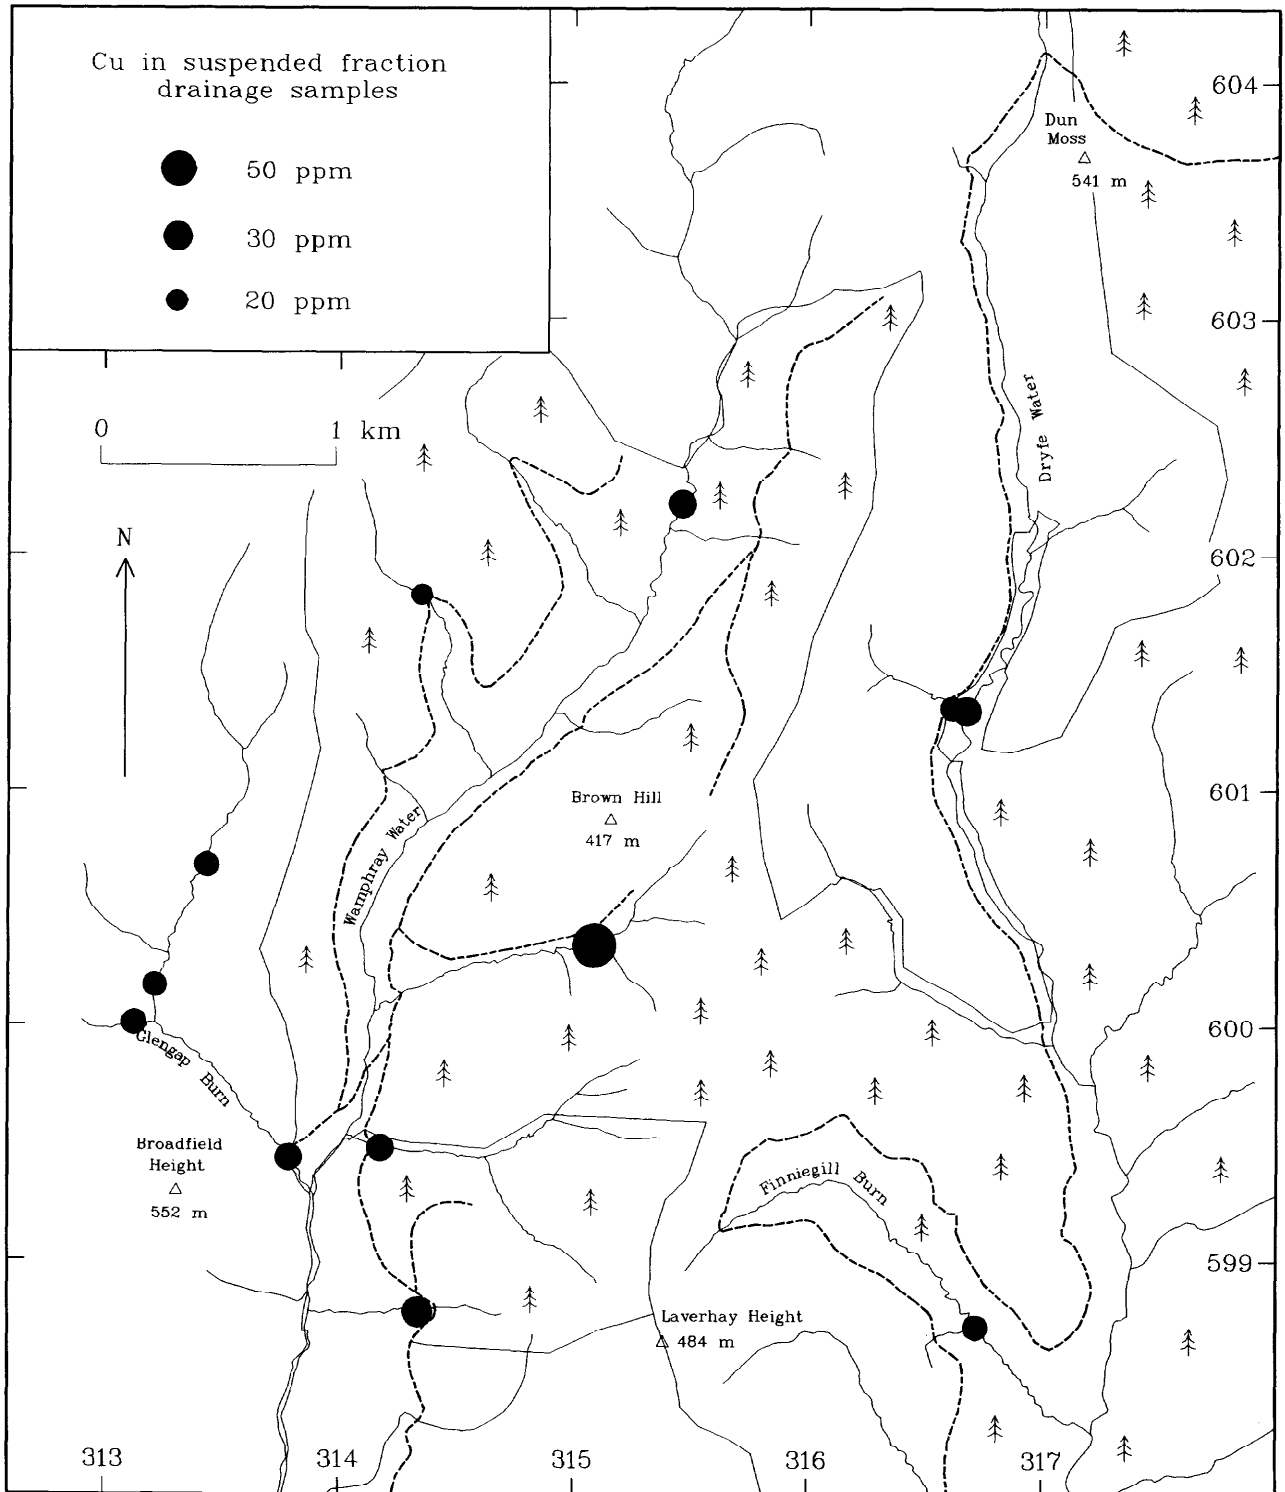 Cu in suspended fraction
drainage samples
50 ppm
30 ppm
20 ppm
0 1 km
N
604
Dun
Moss
541 m
603
Dryfe Water
602
601
Brown Hill
417 m
Wamphray Water
600
Glengap Burn
Broadfield
Height
552 m
Finniegill Burn
599
Laverhay Height
484 m
313 314 315 316 317